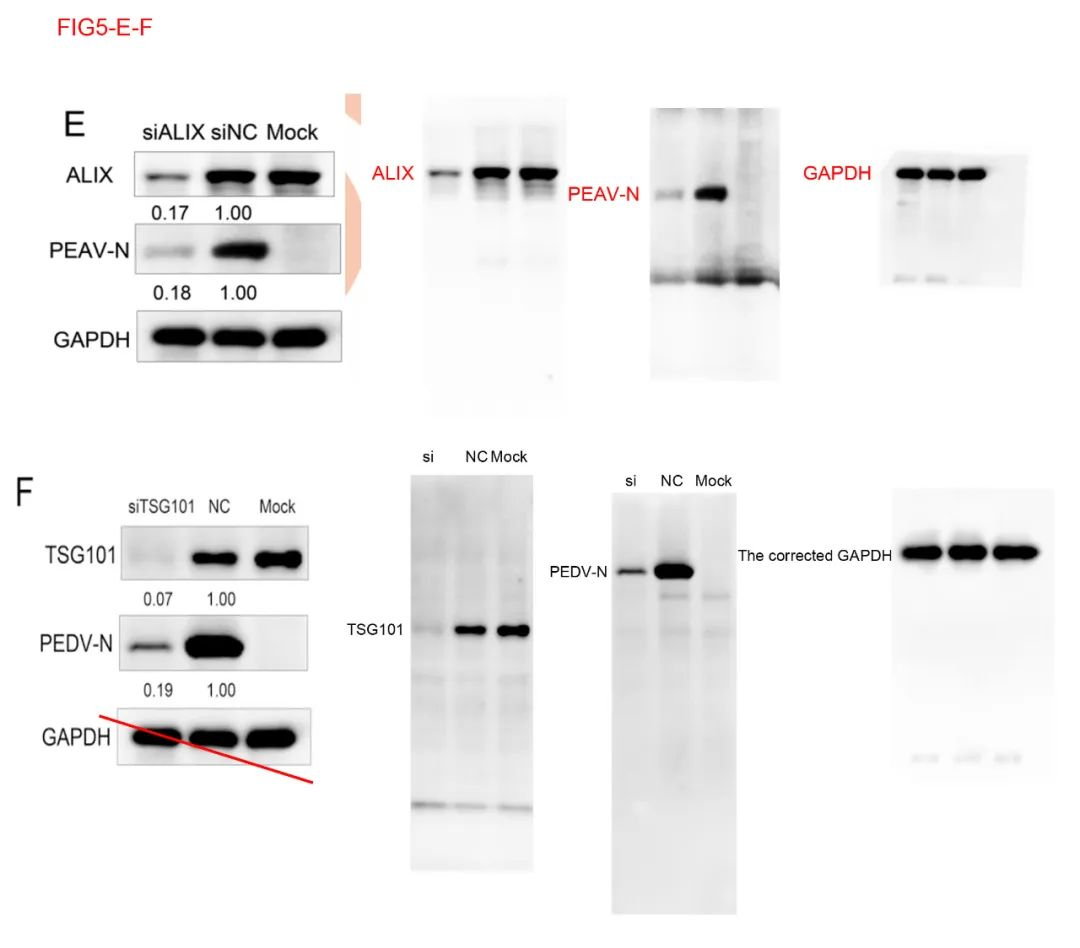 FIG5-E-F
E
siALIX siNC Mock
ALIX
0.17 1.00
PEAV-N
0.18 1.00
GAPDH
ALIX
PEAV-N
GAPDH
F
siTSG101 NC Mock
TSG101
0.07 1.00
PEDV-N
0.19 1.00
GAPDH
si NC Mock
TSG101
si NC Mock
PEDV-N
The corrected GAPDH